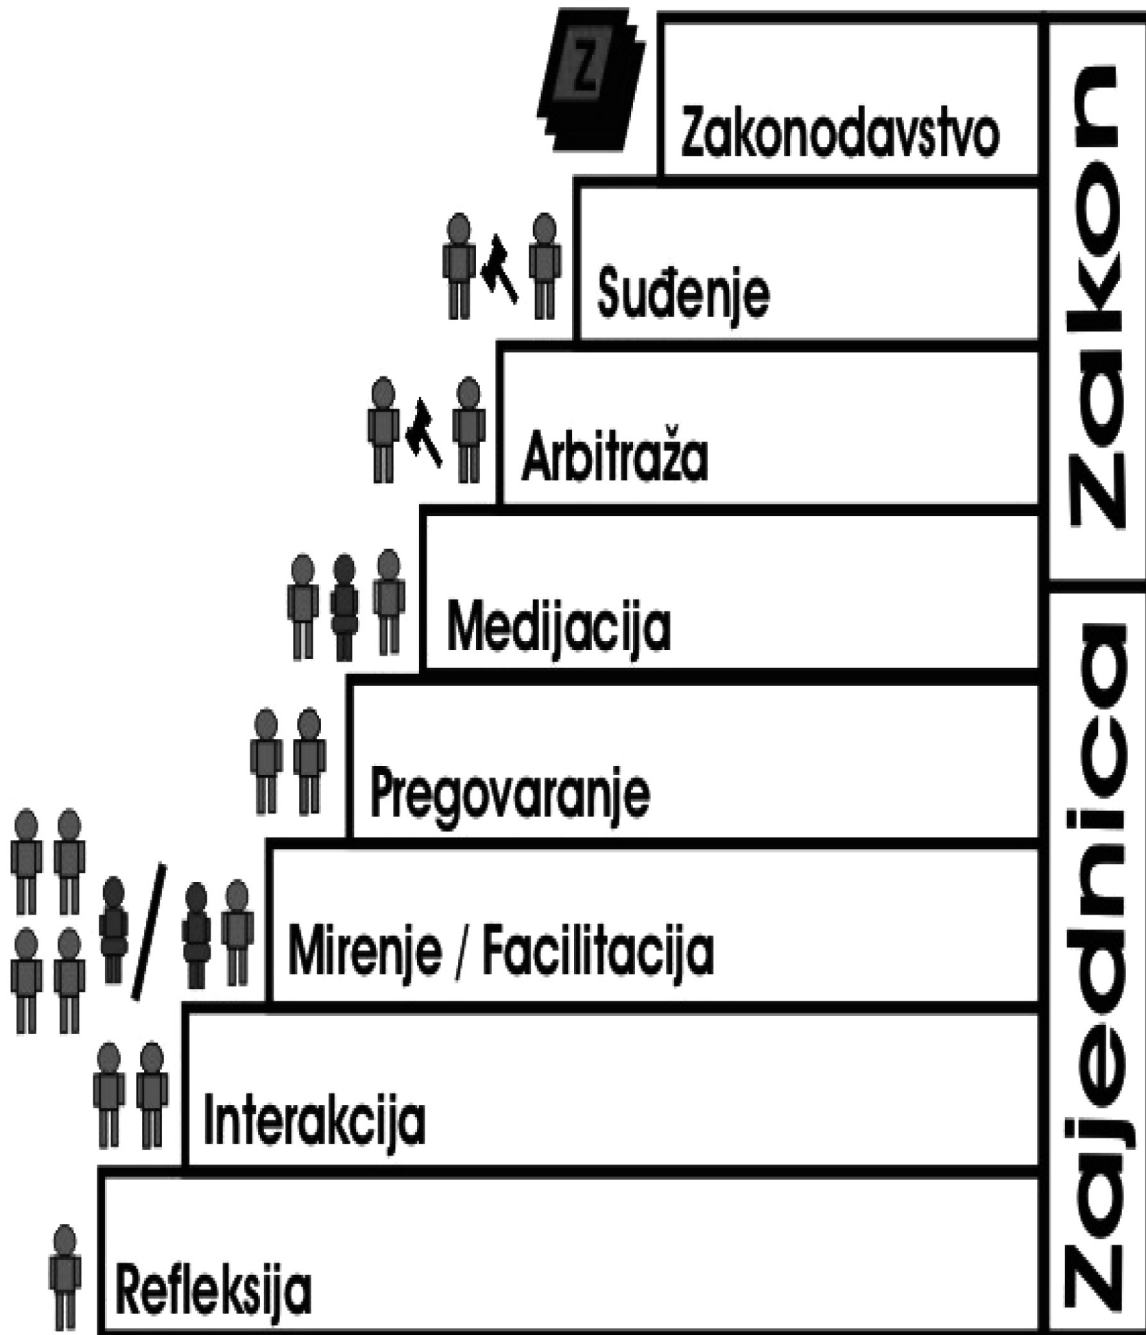 Z
Zakonodavstvo
Suđenje
Arbitraža
Medijacija
Pregovaranje
Mirenje / Facilitacija
Interakcija
Refleksija
Zakon
Zajednica